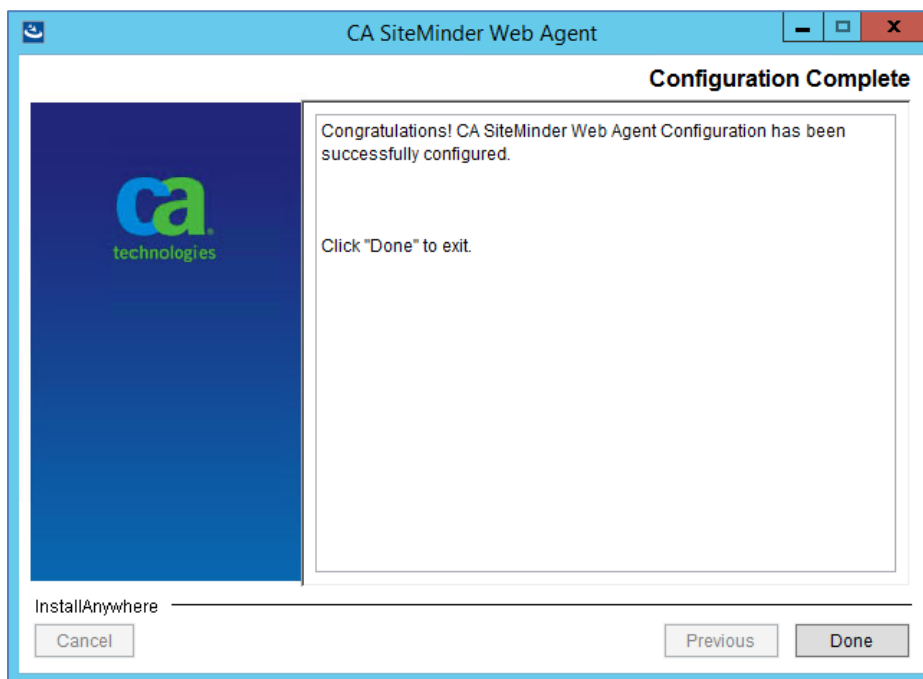 CA SiteMinder Web Agent
Configuration Complete
ca
technologies
Congratulations! CA SiteMinder Web Agent Configuration has been
successfully configured.
Click "Done" to exit.
InstallAnywhere
Cancel
Previous
Done